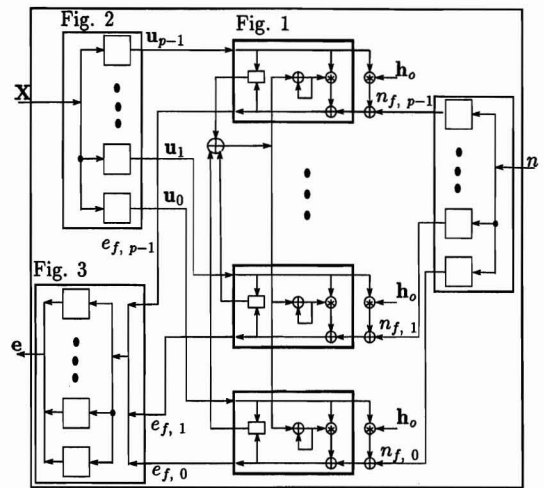 Fig. 2
Fig. 1
u_{p-1}
X
h_o
n_{f, p-1}
u_1
n
u_0
e_{f, p-1}
Fig. 3
h_o
n_{f, 1}
e
e_{f, 1}
h_o
n_{f, 0}
e_{f, 0}